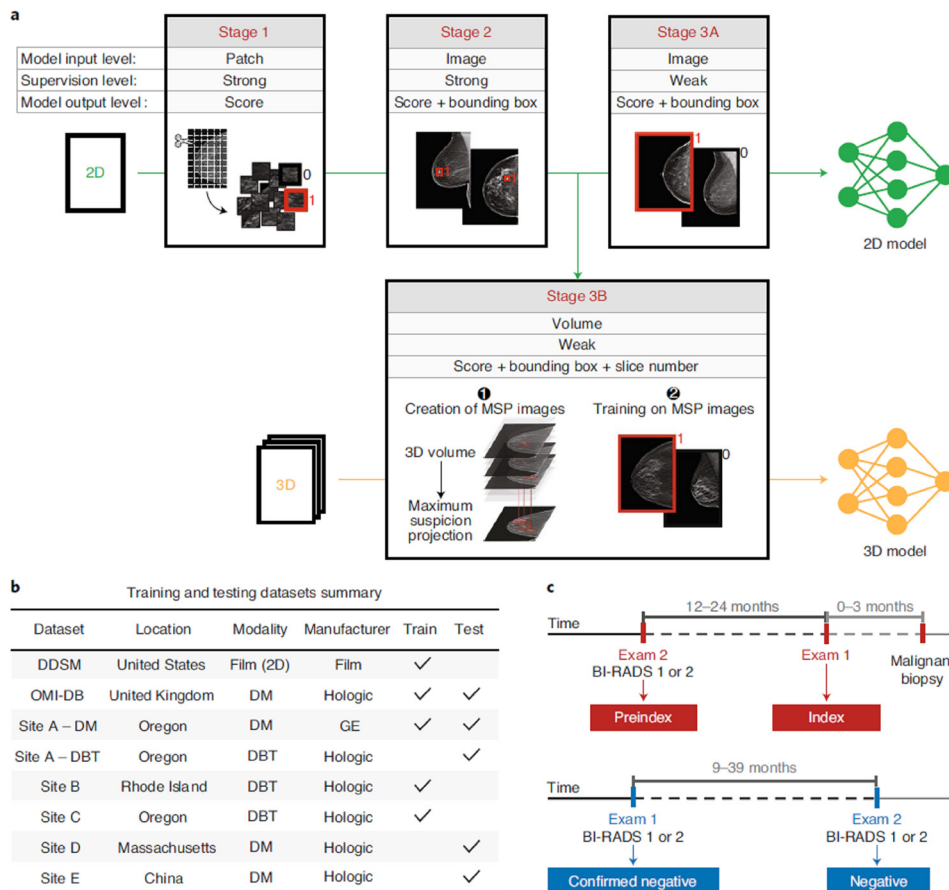 a
Stage 1 Stage 2 Stage 3A
Model input level: Patch Image Image
Supervision level: Strong Strong Weak
Model output level : Score Score + bounding box Score + bounding box
2D 0 1 1 1 1 0
2D model
Stage 3B
Volume
Weak
Score + bounding box + slice number
1 2
Creation of MSP images Training on MSP images
3D volume 1 0
3D
Maximum
suspicion
projection
3D model
b
Training and testing datasets summary
Dataset Location Modality Manufacturer Train Test
DDSM United States Film (2D) Film ✓
OMI-DB United Kingdom DM Hologic ✓ ✓
Site A – DM Oregon DM GE ✓ ✓
Site A – DBT Oregon DBT Hologic ✓
Site B Rhode Island DBT Hologic ✓
Site C Oregon DBT Hologic ✓
Site D Massachusetts DM Hologic ✓
Site E China DM Hologic ✓
c
12–24 months 0–3 months
Time
Exam 2 Exam 1 Malignant
BI-RADS 1 or 2 biopsy
Preindex Index
9–39 months
Time
Exam 1 Exam 2
BI-RADS 1 or 2 BI-RADS 1 or 2
Confirmed negative Negative